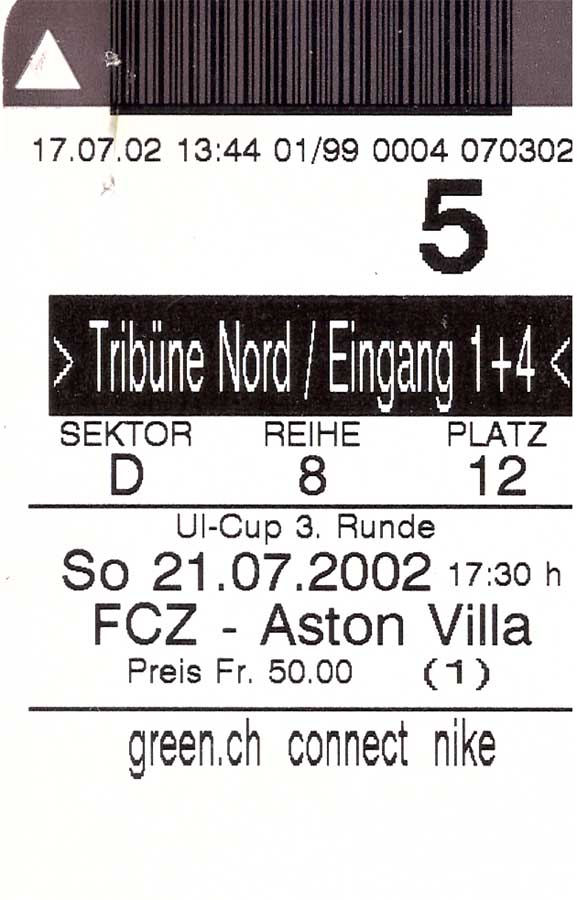 17.07.02 13:44 01/99 0004 070302
5
> Tribüne Nord / Eingang 1+4 <
SEKTOR REIHE PLATZ
D 8 12
UI-Cup 3. Runde
So 21.07.2002 17:30 h
FCZ - Aston Villa
Preis Fr. 50.00 (1)
green.ch connect nike